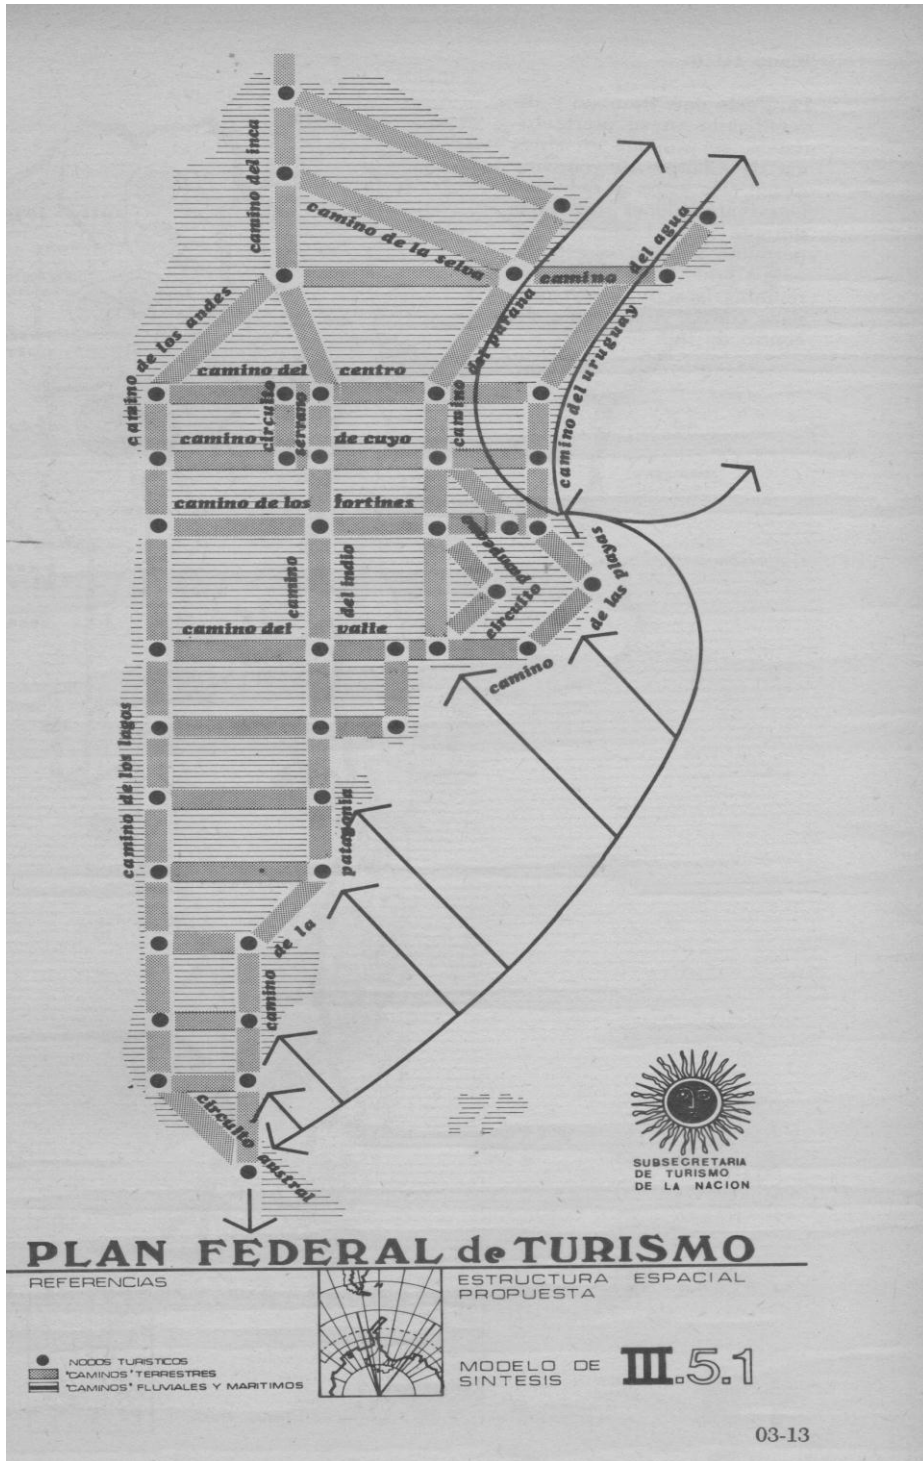 camino del inca
camino de la selva
camino del agua
camino de los andes
camino del parana
camino del uruguay
camino del centro
circuito serrano
camino de cuyo
camino de los fortines
circuito pampeano
camino de las playas
camino del indio
camino del valle
camino de los lagos
camino de la patagonia
circuito austral
SUBSECRETARIA
DE TURISMO
DE LA NACION
PLAN FEDERAL de TURISMO
REFERENCIAS
ESTRUCTURA ESPACIAL
PROPUESTA
NODOS TURISTICOS
"CAMINOS" TERRESTRES
"CAMINOS" FLUVIALES Y MARITIMOS
MODELO DE
SINTESIS
III.5.1
03-13